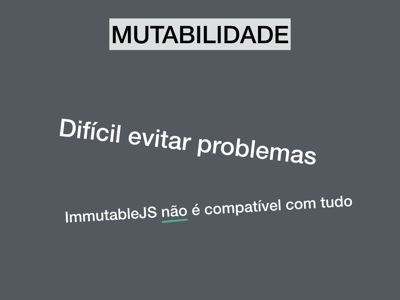 MUTABILIDADE
Difícil evitar problemas
ImmutableJS não é compatível com tudo